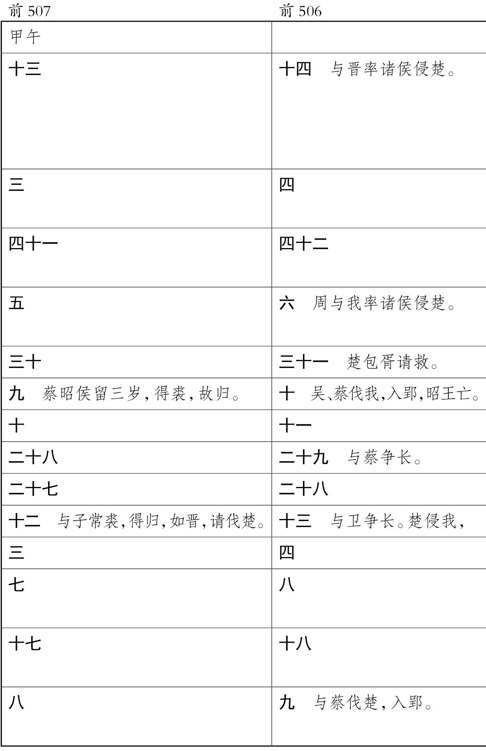 前 507 前 506
甲午
十三 十四 与晋率诸侯侵楚。
三 四
四十一 四十二
五 六 周与我率诸侯侵楚。
三十 三十一 楚包胥请救。
九 蔡昭侯留三岁，得裘，故归。 十 吴、蔡伐我，入郢，昭王亡。
十 十一
二十八 二十九 与蔡争长。
二十七 二十八
十二 与子常裘，得归，如晋，请伐楚。 十三 与卫争长。楚侵我，
三 四
七 八
十七 十八
八 九 与蔡伐楚，入郢。